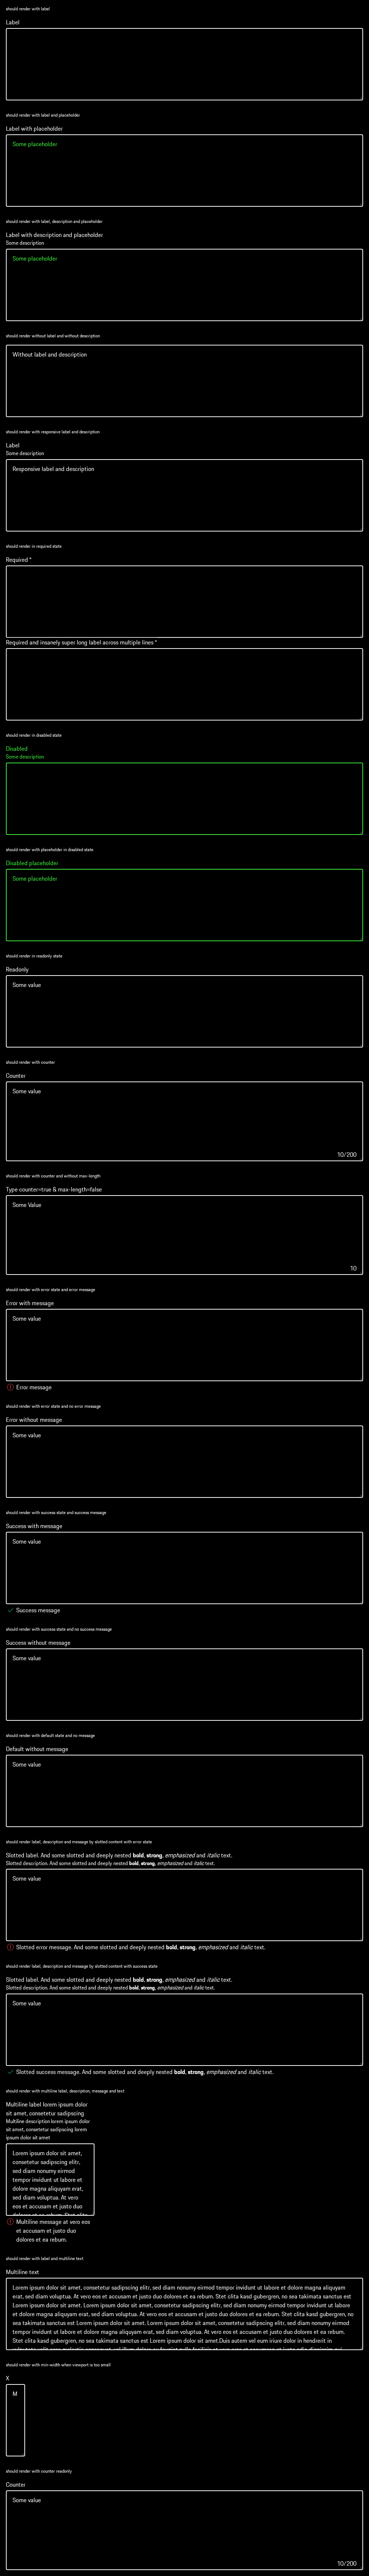 should render with label
Label
should render with label and placeholder
Label with placeholder
Some placeholder
should render with label, description and placeholder
Label with description and placeholder
Some description
Some placeholder
should render without label and without description
Without label and description
should render with responsive label and description
Label
Some description
Responsive label and description
should render in required state
Required *
Required and insanely super long label across multiple lines *
should render in disabled state
Disabled
Some description
should render with placeholder in disabled state
Disabled placeholder
Some placeholder
should render in readonly state
Readonly
Some value
should render with counter
Counter
Some value
10/200
should render with counter and without max-length
Type counter=true & max-length=false
Some Value
10
should render with error state and error message
Error with message
Some value
Error message
should render with error state and no error message
Error without message
Some value
should render with success state and success message
Success with message
Some value
Success message
should render with success state and no success message
Success without message
Some value
should render with default state and no message
Default without message
Some value
should render label, description and message by slotted content with error state
Slotted label. And some slotted and deeply nested bold, strong, emphasized and italic text.
Slotted description. And some slotted and deeply nested bold, strong, emphasized and italic text.
Some value
Slotted error message. And some slotted and deeply nested bold, strong, emphasized and italic text.
should render label, description and message by slotted content with success state
Slotted label. And some slotted and deeply nested bold, strong, emphasized and italic text.
Slotted description. And some slotted and deeply nested bold, strong, emphasized and italic text.
Some value
Slotted success message. And some slotted and deeply nested bold, strong, emphasized and italic text.
should render with multiline label, description, message and text
Multiline label lorem ipsum dolor
sit amet, consetetur sadipscing
Multiline description lorem ipsum dolor
sit amet, consetetur sadipscing lorem
ipsum dolor sit amet
Lorem ipsum dolor sit amet,
consetetur sadipscing elitr,
sed diam nonumy eirmod
tempor invidunt ut labore et
dolore magna aliquyam erat,
sed diam voluptua. At vero
eos et accusam et justo duo
dolores et ea rebum. Stet clita
Multiline message at vero eos
et accusam et justo duo
dolores et ea rebum.
should render with label and multiline text
Multiline text
Lorem ipsum dolor sit amet, consetetur sadipscing elitr, sed diam nonumy eirmod tempor invidunt ut labore et dolore magna aliquyam
erat, sed diam voluptua. At vero eos et accusam et justo duo dolores et ea rebum. Stet clita kasd gubergren, no sea takimata sanctus est
Lorem ipsum dolor sit amet. Lorem ipsum dolor sit amet, consetetur sadipscing elitr, sed diam nonumy eirmod tempor invidunt ut labore
et dolore magna aliquyam erat, sed diam voluptua. At vero eos et accusam et justo duo dolores et ea rebum. Stet clita kasd gubergren, no
sea takimata sanctus est Lorem ipsum dolor sit amet. Lorem ipsum dolor sit amet, consetetur sadipscing elitr, sed diam nonumy eirmod
tempor invidunt ut labore et dolore magna aliquyam erat, sed diam voluptua. At vero eos et accusam et justo duo dolores et ea rebum.
Stet clita kasd gubergren, no sea takimata sanctus est Lorem ipsum dolor sit amet.Duis autem vel eum iriure dolor in hendrerit in
should render with min-width when viewport is too small
X
M
should render with counter readonly
Counter
Some value
10/200